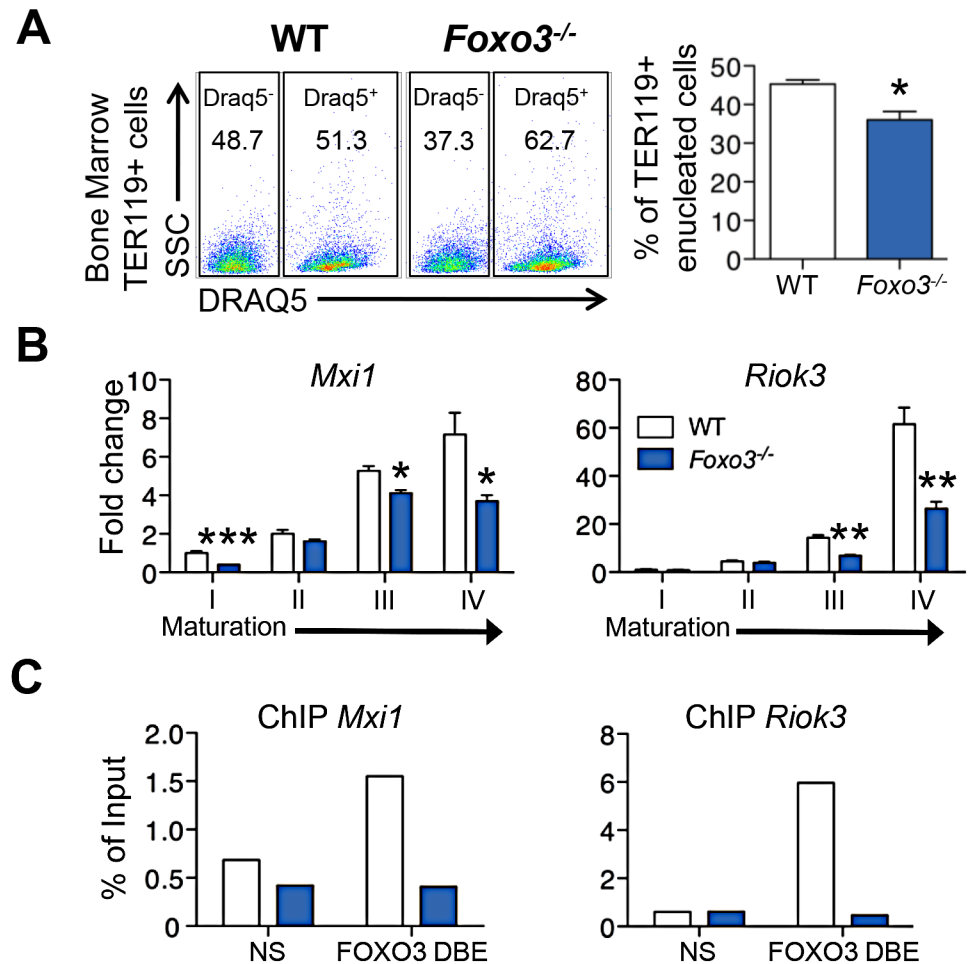 A
WT Foxo3-/-
Bone Marrow
TER119+ cells
SSC
Draq5- Draq5+ Draq5- Draq5+
48.7 51.3 37.3 62.7
DRAQ5
% of TER119+
enucleated cells
50
40
30
20
10
0
*
WT Foxo3-/-
B
Mxi1
Fold change
10
8
6
4
2
0
*** * *
I II III IV
Maturation
Riok3
80
60
40
20
0
WT
Foxo3-/-
** **
I II III IV
Maturation
C
ChIP Mxi1
% of Input
2.0
1.5
1.0
0.5
0
NS FOXO3 DBE
ChIP Riok3
8
6
4
2
0
NS FOXO3 DBE